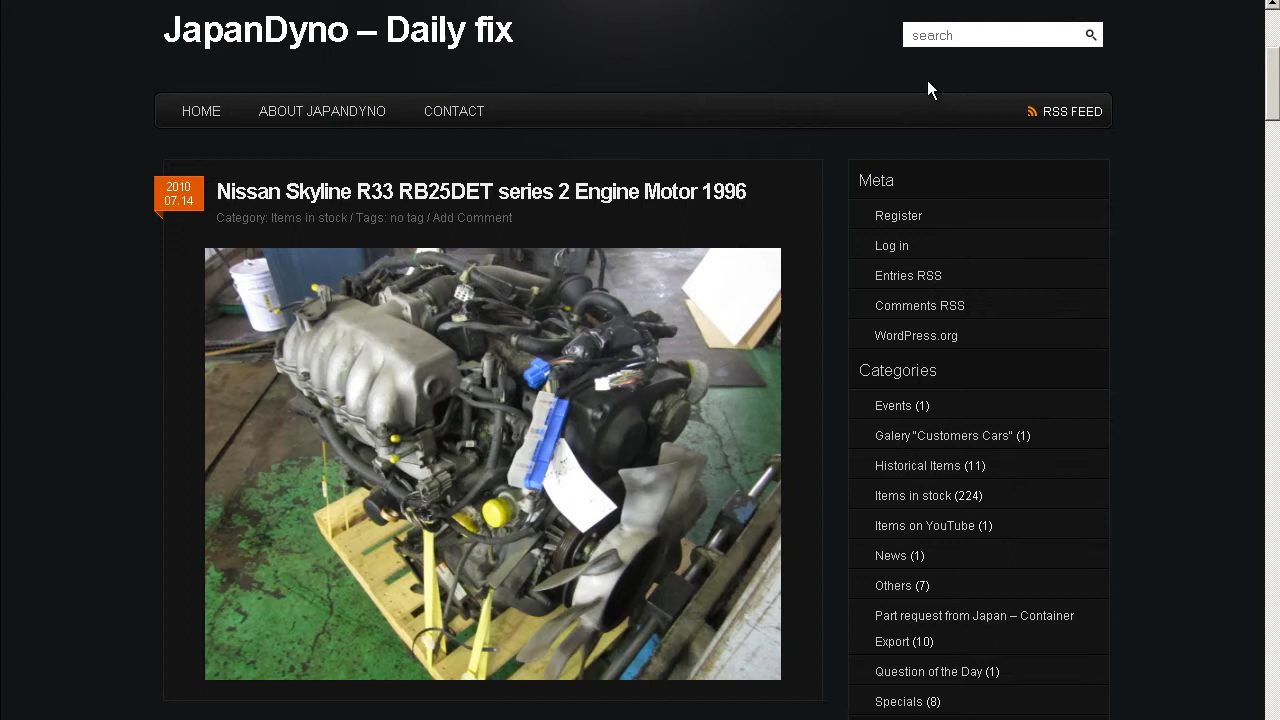 JapanDyno – Daily fix
search
HOME ABOUT JAPANDYNO CONTACT RSS FEED
2010
07.14
Nissan Skyline R33 RB25DET series 2 Engine Motor 1996
Category: Items in stock / Tags: no tag / Add Comment
Meta
Register
Log in
Entries RSS
Comments RSS
WordPress.org
Categories
Events (1)
Galery "Customers Cars" (1)
Historical Items (11)
Items in stock (224)
Items on YouTube (1)
News (1)
Others (7)
Part request from Japan – Container
Export (10)
Question of the Day (1)
Specials (8)